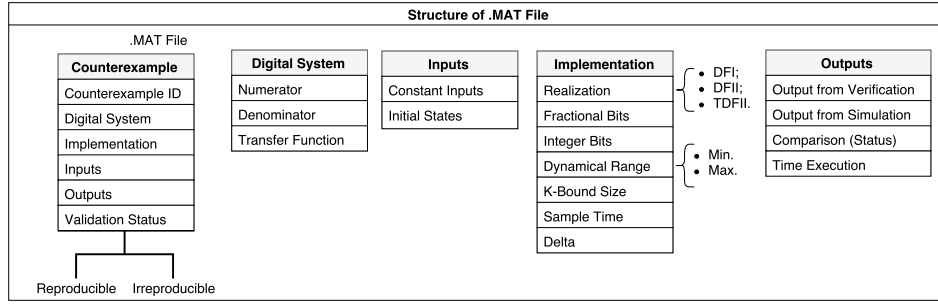 Structure of .MAT File
.MAT File
Counterexample
Counterexample ID
Digital System
Implementation
Inputs
Outputs
Validation Status
Reproducible
Irreproducible
Digital System
Numerator
Denominator
Transfer Function
Inputs
Constant Inputs
Initial States
Implementation
Realization
Fractional Bits
Integer Bits
Dynamical Range
K-Bound Size
Sample Time
Delta
• DFI;
• DFII;
• TDFII.
• Min.
• Max.
Outputs
Output from Verification
Output from Simulation
Comparison (Status)
Time Execution